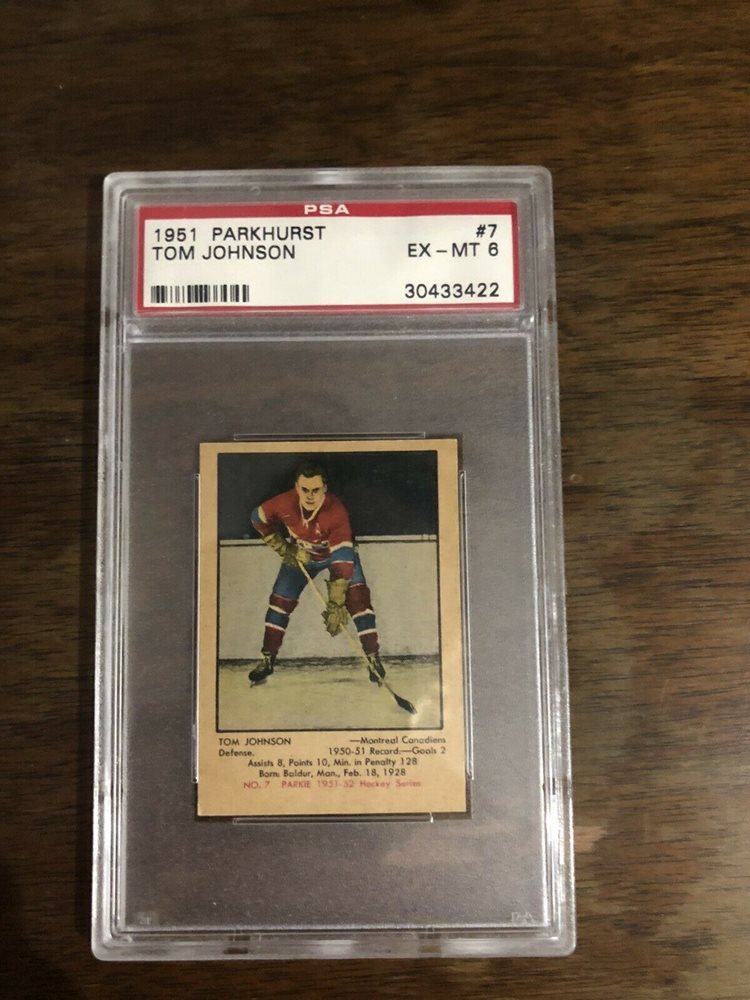 PSA
1951 PARKHURST #7
TOM JOHNSON EX-MT 6
30433422
TOM JOHNSON —Montreal Canadiens
Defense. 1950-51 Record:—Goals 2
Assists 8, Points 10, Min. in Penalty 128
Born: Baldur, Man., Feb. 18, 1928
NO. 7 PARKIE 1951-52 Hockey Series